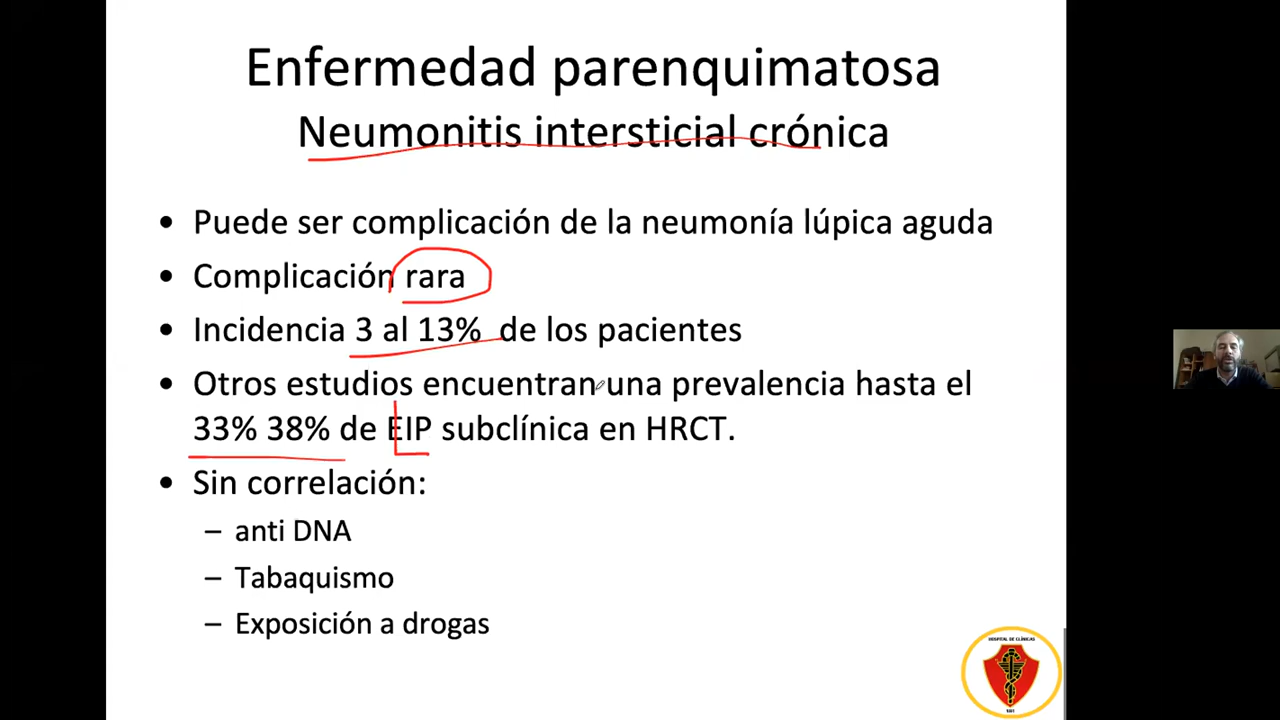 Enfermedad parenquimatosa
Neumonitis intersticial crónica
• Puede ser complicación de la neumonía lúpica aguda
• Complicación rara
• Incidencia 3 al 13% de los pacientes
• Otros estudios encuentran una prevalencia hasta el
33% 38% de EIP subclínica en HRCT.
• Sin correlación:
– anti DNA
– Tabaquismo
– Exposición a drogas
HOSPITAL DE CLÍNICAS